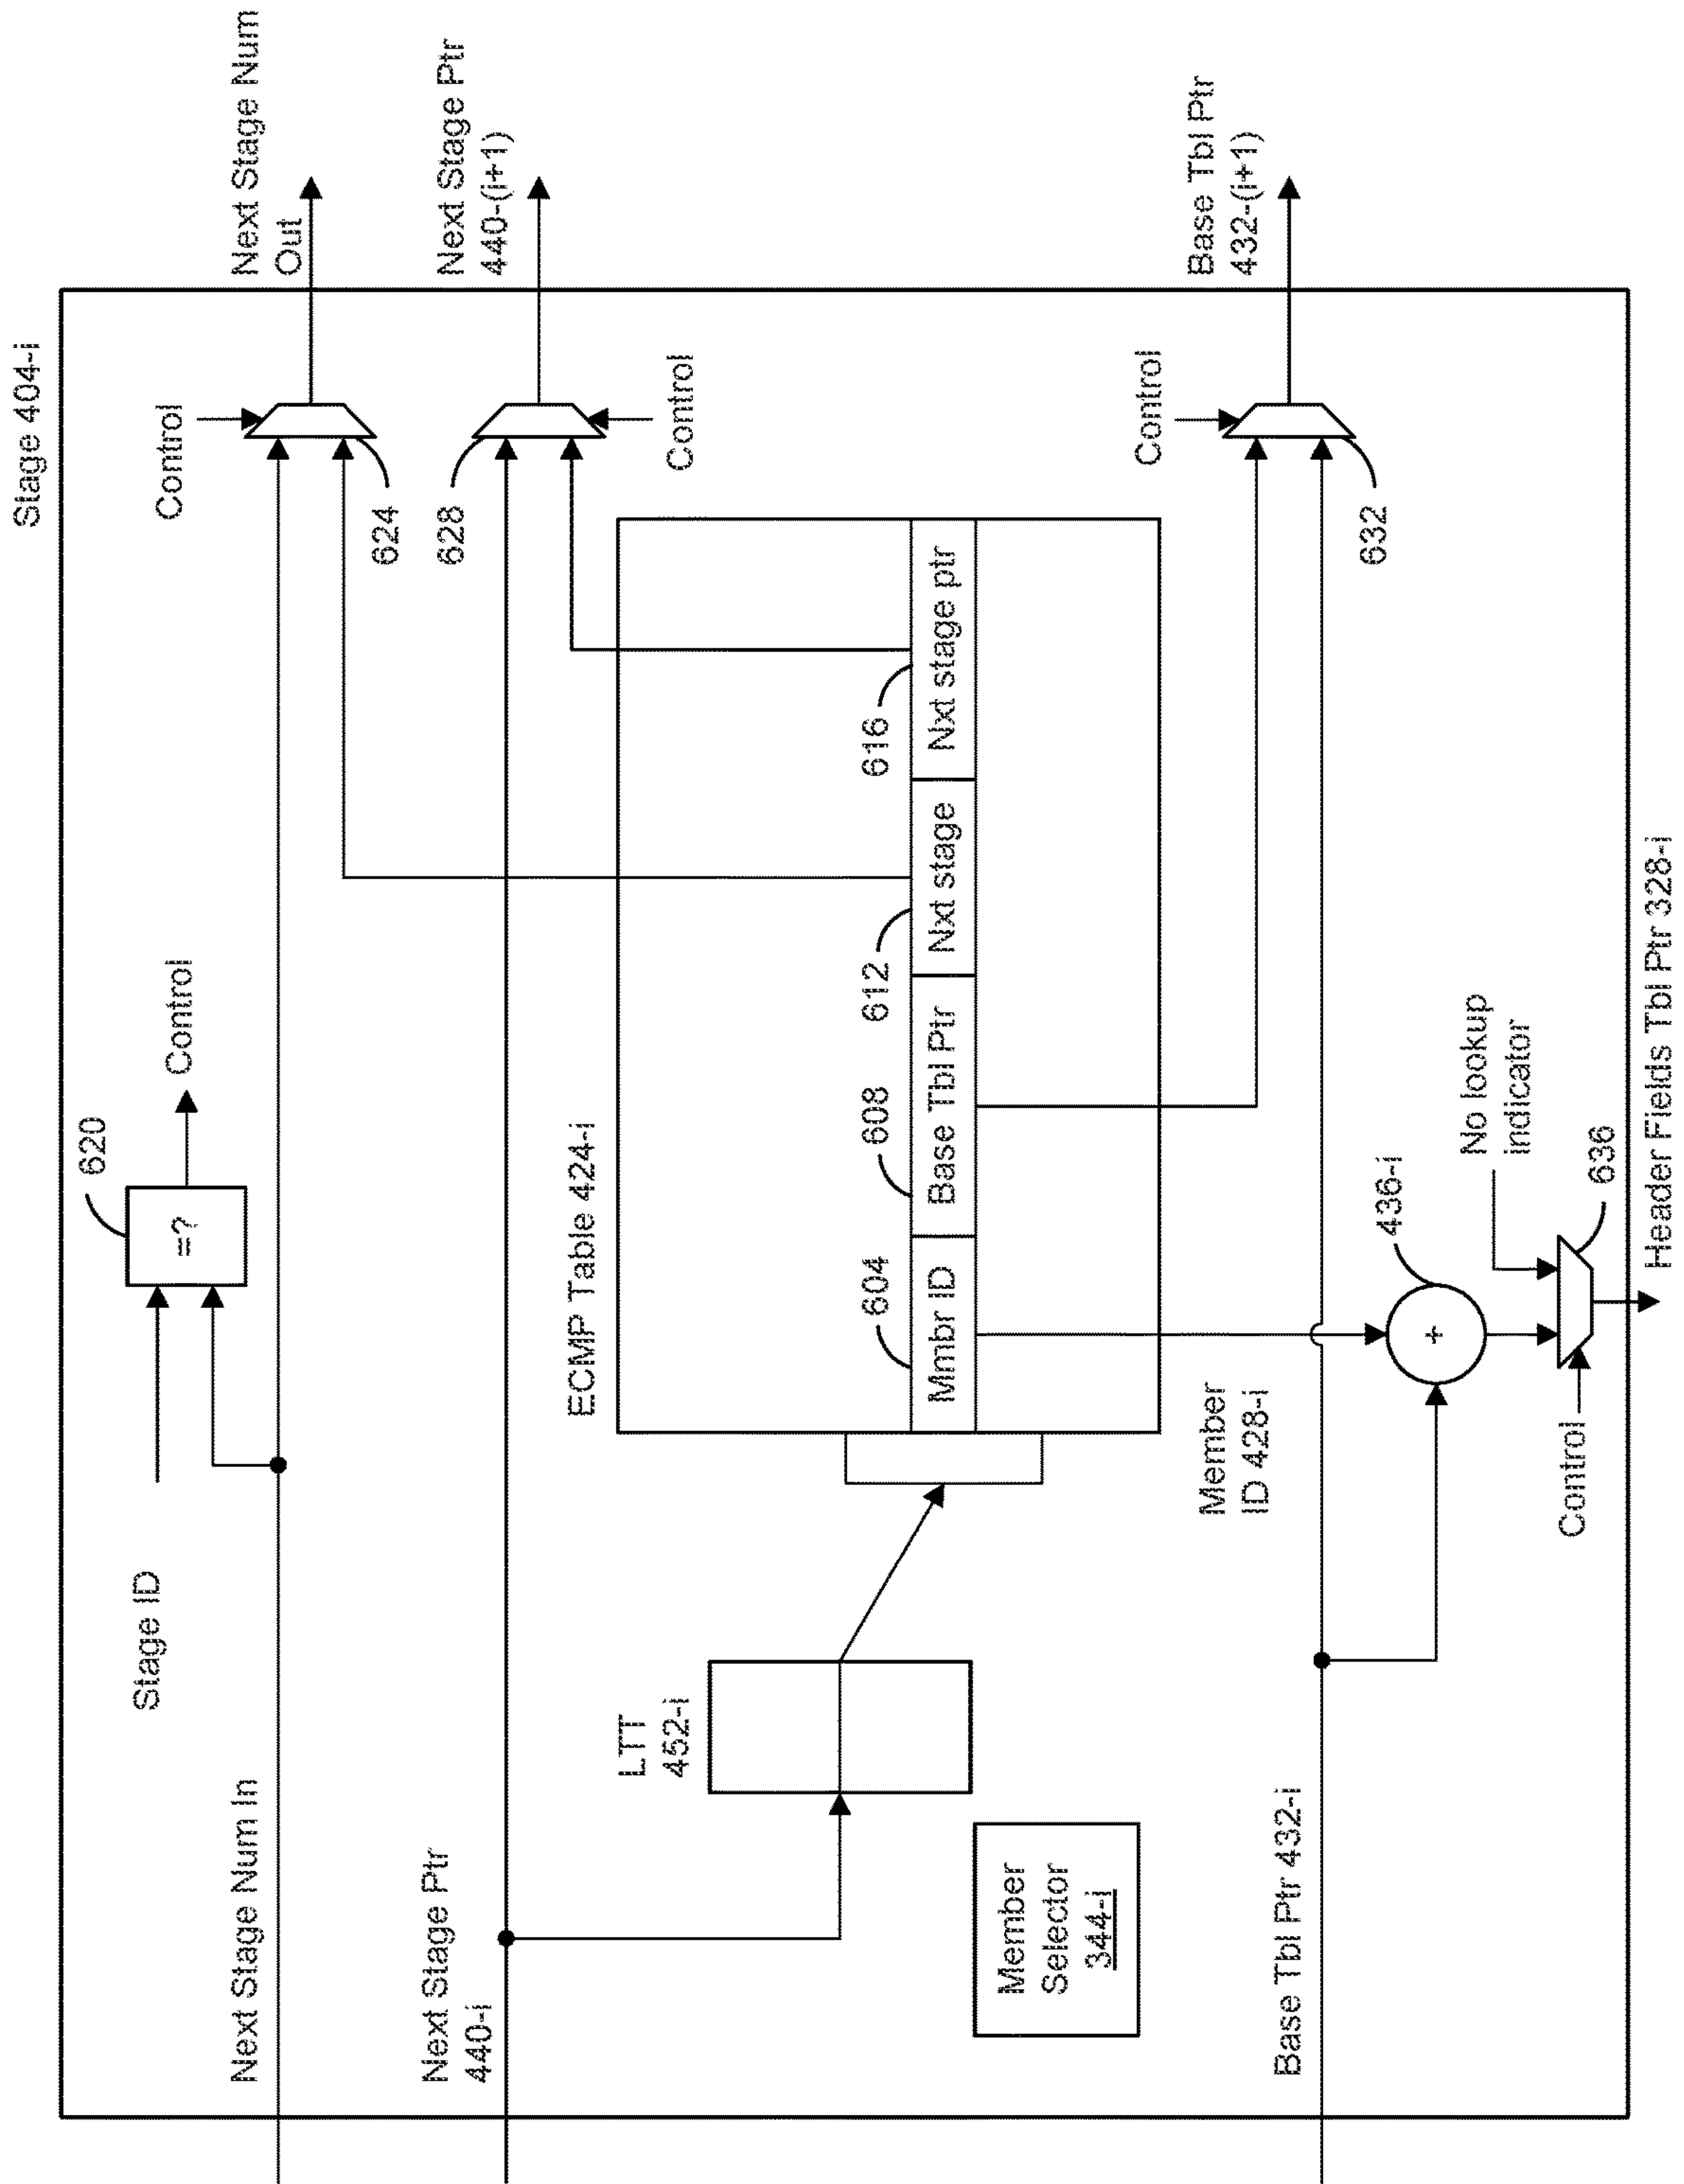 Stage 404-i
Next Stage Num In
Stage ID
620
=?
Control
Control
624
Next Stage Num
Out
Next Stage Ptr
440-i
628
Control
Next Stage Ptr
440-(i+1)
LTT
452-i
Member
Selector
344-i
ECMP Table 424-i
604
608
612
616
Mmbr ID
Base Tbl Ptr
Nxt stage
Nxt stage ptr
Member
ID 428-i
Base Tbl Ptr 432-i
Control
632
Base Tbl Ptr
432-(i+1)
436-i
+
No lookup
indicator
Control
636
Header Fields Tbl Ptr 328-i